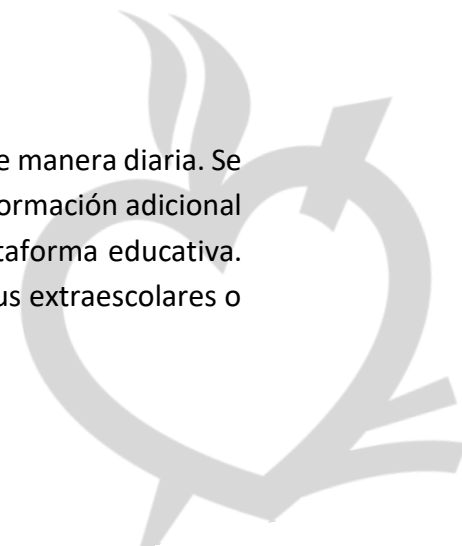 e manera diaria. Se
ormación adicional
taforma educativa.
us extraescolares o